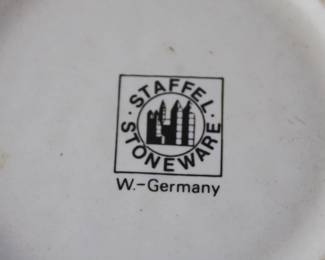 · STAFFEL ·
STONEWARE
W.-Germany